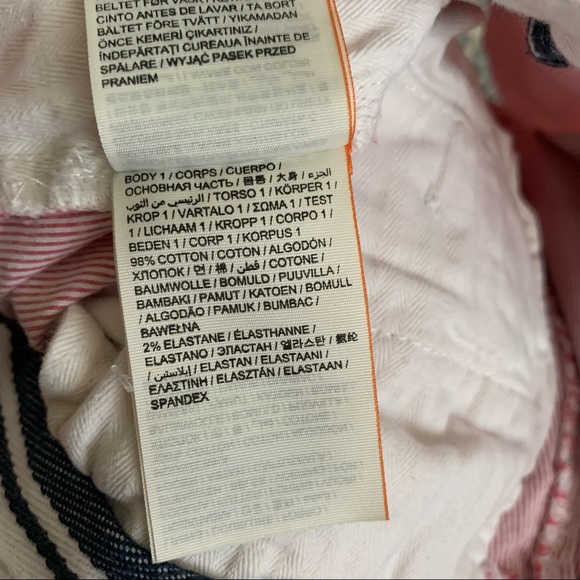 BELTET FØR VASK /
CINTO ANTES DE LAVAR / TA BORT
BÄLTET FÖRE TVÄTT / YIKAMADAN
ÖNCE KEMERİ ÇIKARTINIZ /
ÎNDEPĂRTAȚI CUREAUA ÎNAINTE DE
SPĂLARE / WYJĄĆ PASEK PRZED
PRANIEM
BODY 1 / CORPS / CUERPO /
ОСНОВНАЯ ЧАСТЬ / 몸통 / 大身 / الجزء
الرئيسي من الثوب / TORSO 1 / KÖRPER 1 /
KROP 1 / VARTALO 1 / ΣΩΜΑ 1 / TEST
1 / LICHAAM 1 / KROPP 1 / CORPO 1 /
BEDEN 1 / CORP 1 / KORPUS 1
98% COTTON / COTON / ALGODÓN /
ХЛОПОК / 면 / 棉 / قطن / COTONE /
BAUMWOLLE / BOMULD / PUUVILLA /
BAMBAKI / PAMUT / KATOEN / BOMULL
/ ALGODÃO / PAMUK / BUMBAC /
BAWEŁNA
2% ELASTANE / ÉLASTHANNE /
ELASTANO / ЭЛАСТАН / 엘라스탄 / 氨纶
/ إيلاستين / ELASTAN / ELASTAANI /
ΕΛΑΣΤΙΝΗ / ELASZTÁN / ELASTAAN /
SPANDEX